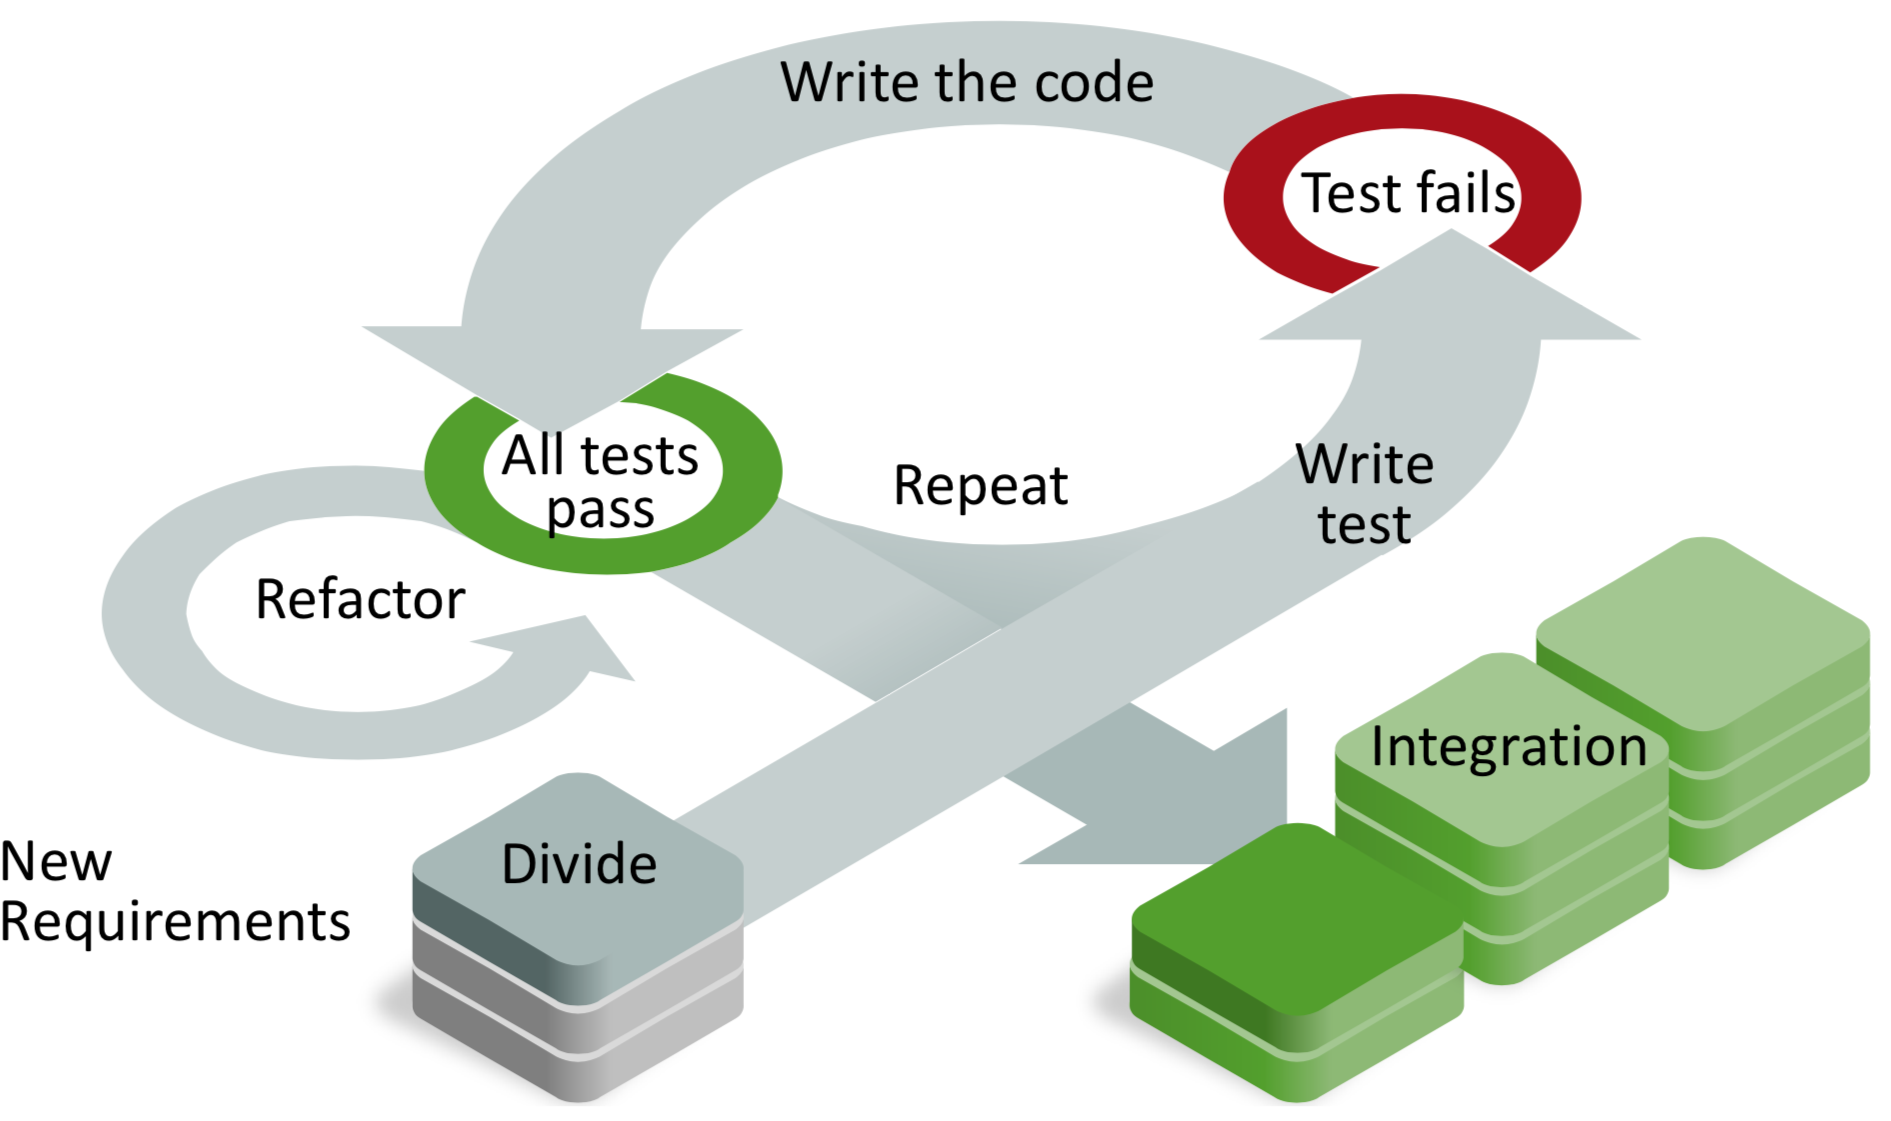 Write the code
Test fails
All tests
pass
Repeat
Write
test
Refactor
Integration
New
Requirements
Divide